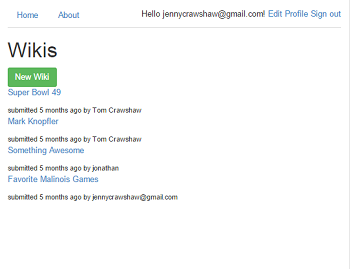 Home About Hello jennycrawshaw@gmail.com! Edit Profile Sign out
Wikis
New Wiki
Super Bowl 49
submitted 5 months ago by Tom Crawshaw
Mark Knopfler
submitted 5 months ago by Tom Crawshaw
Something Awesome
submitted 5 months ago by jonathan
Favorite Malinois Games
submitted 5 months ago by jennycrawshaw@gmail.com